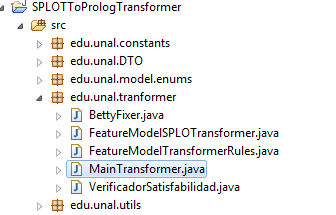 SPLOTToPrologTransformer
src
edu.unal.constants
edu.unal.DTO
edu.unal.model.enums
edu.unal.tranformer
BettyFixer.java
FeatureModelSPLOTransformer.java
FeatureModelTransformerRules.java
MainTransformer.java
VerificadorSatisfabilidad.java
edu.unal.utils